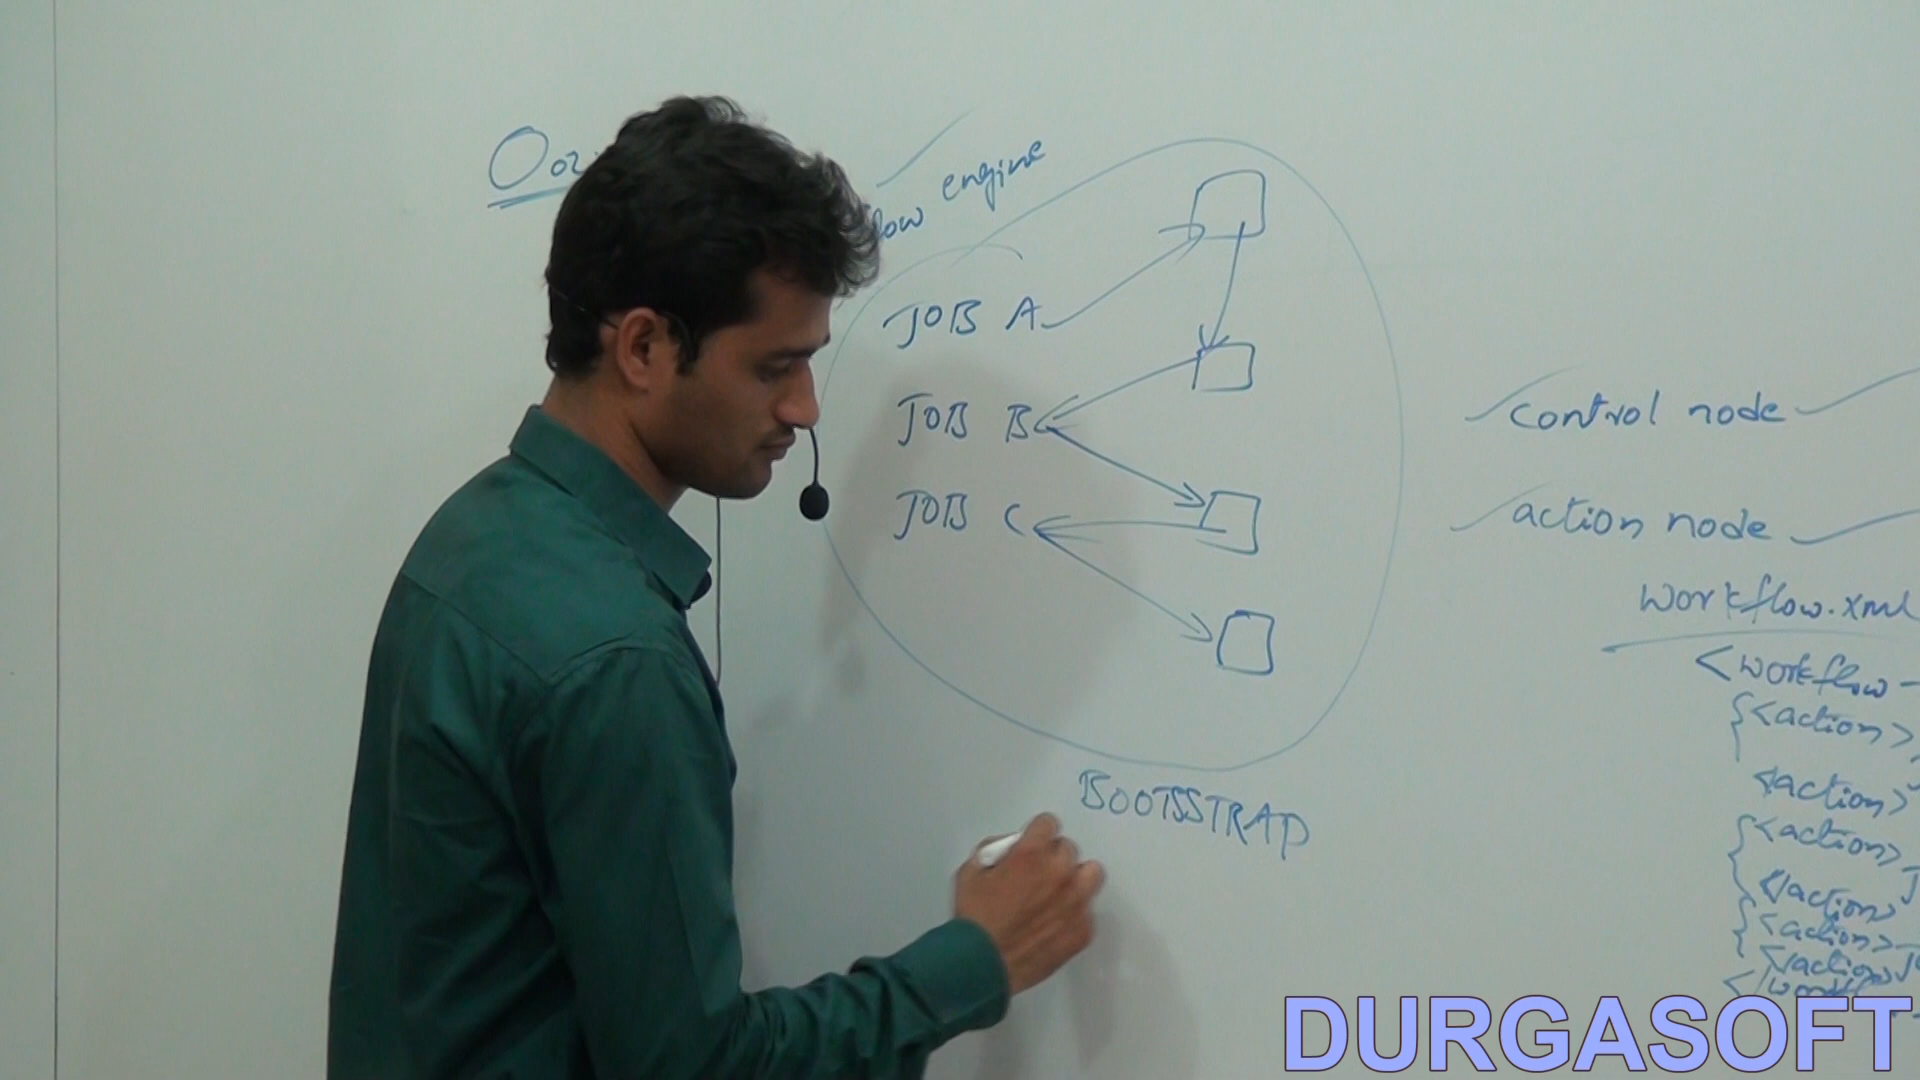 Ooz
flow engine
JOB A
JOB B
JOB C
BOOTSSTRAP
control node
action node
workflow.xml
<workflow -
{<action>
<action>
{<action>
</action>
{<action>
</action>
DURGASOFT